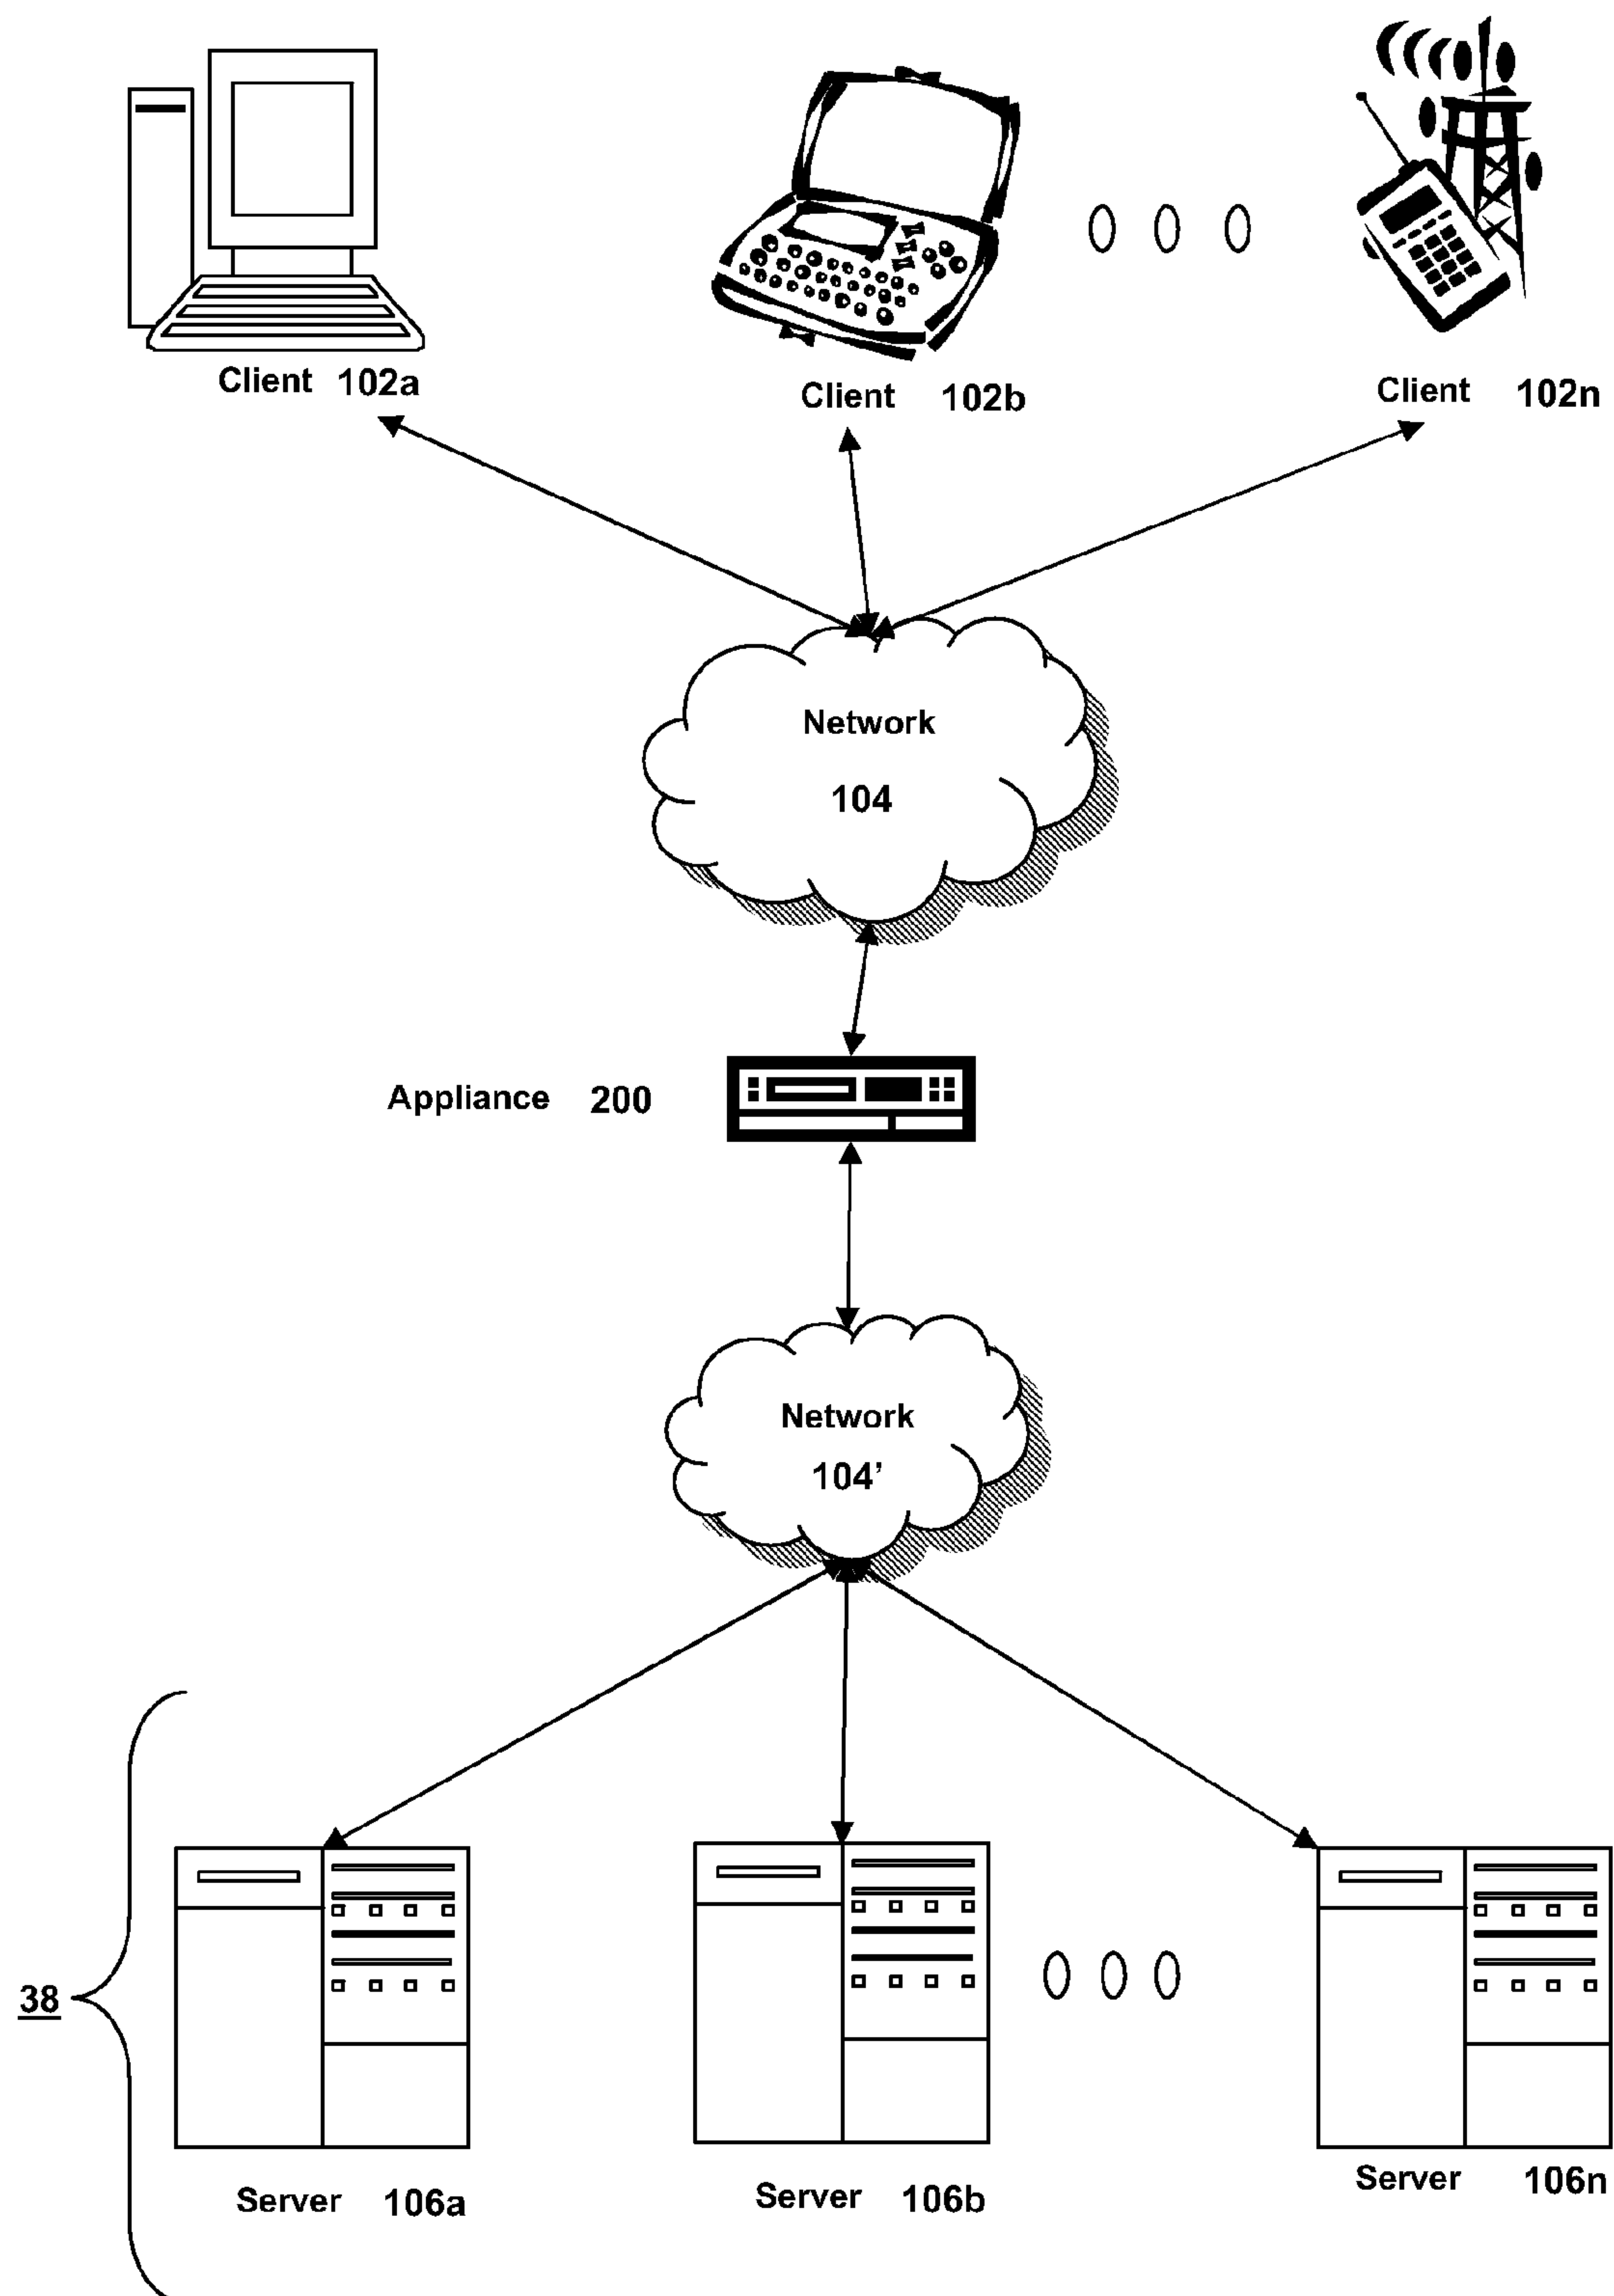 Client 102a
Client 102b
Client 102n
Network
104
Appliance 200
Network
104’
38
Server 106a
Server 106b
Server 106n